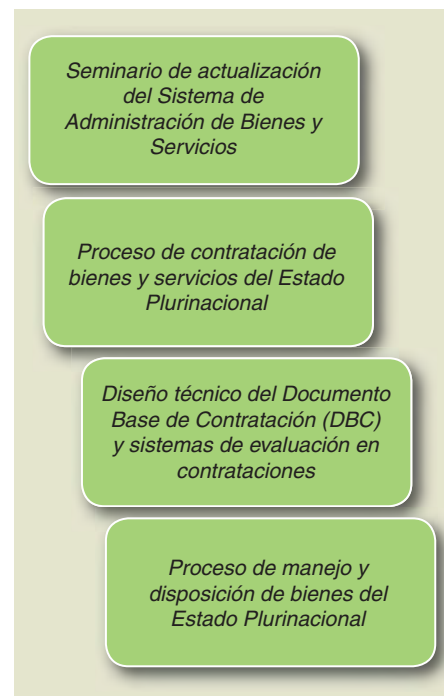 Seminario de actualización
del Sistema de
Administración de Bienes y
Servicios
Proceso de contratación de
bienes y servicios del Estado
Plurinacional
Diseño técnico del Documento
Base de Contratación (DBC)
y sistemas de evaluación en
contrataciones
Proceso de manejo y
disposición de bienes del
Estado Plurinacional